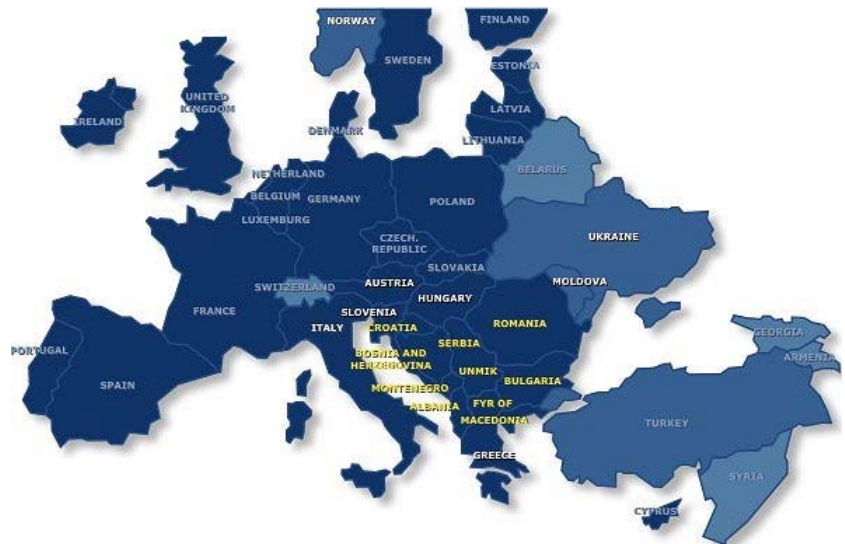 NORWAY
FINLAND
SWEDEN
ESTONIA
UNITED
KINGDOM
LATVIA
IRELAND
DENMARK
LITHUANIA
BELARUS
NETHERLAND
BELGIUM
GERMANY
POLAND
LUXEMBURG
UKRAINE
CZECH.
REPUBLIC
SLOVAKIA
SWITZERLAND
AUSTRIA
MOLDOVA
HUNGARY
FRANCE
SLOVENIA
ITALY
CROATIA
ROMANIA
GEORGIA
SERBIA
PORTUGAL
BOSNIA AND
HERZEGOVINA
ARMENIA
UNMIK
SPAIN
MONTENEGRO
BULGARIA
ALBANIA
FYR OF
MACEDONIA
TURKEY
GREECE
SYRIA
CYPRUS